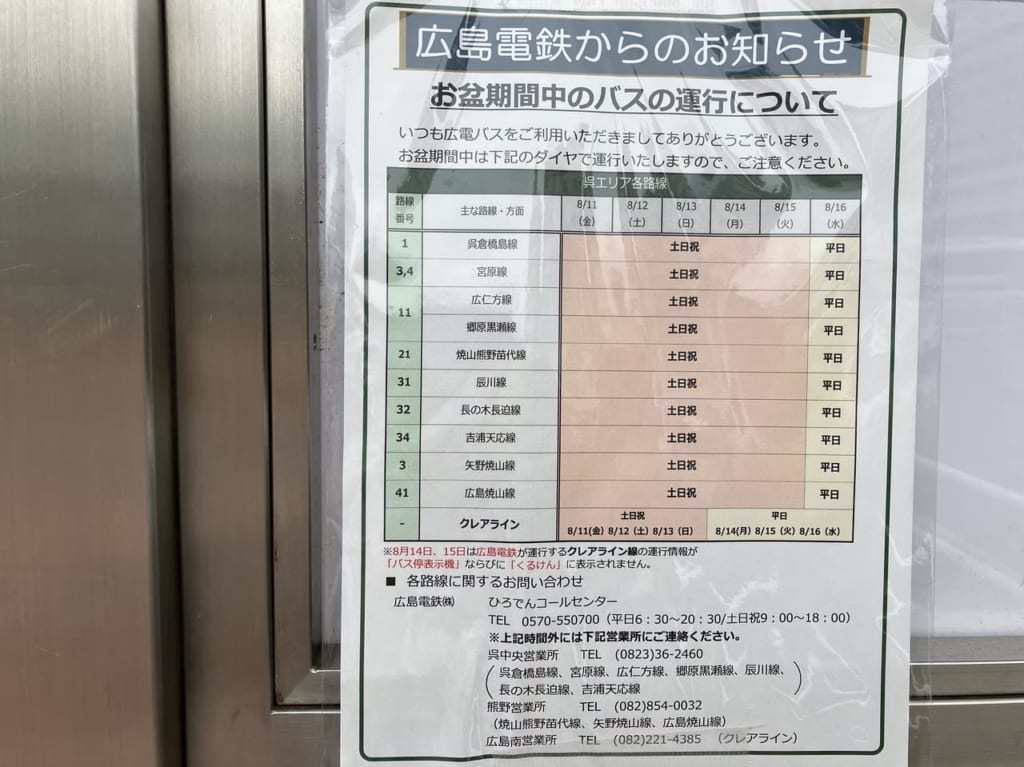 広島電鉄からのお知らせ
お盆期間中のバスの運行について
いつも広電バスをご利用いただきましてありがとうございます。
お盆期間中は下記のダイヤで運行いたしますので、ご注意ください。
呉エリア各路線
路線番号 主な路線・方面 8/11（金） 8/12（土） 8/13（日） 8/14（月） 8/15（火） 8/16（水）
1 呉倉橋島線 土日祝 平日
3,4 宮原線 土日祝 平日
11 広仁方線 土日祝 平日
郷原黒瀬線 土日祝 平日
21 焼山熊野苗代線 土日祝 平日
31 辰川線 土日祝 平日
32 長の木長迫線 土日祝 平日
34 吉浦天応線 土日祝 平日
3 矢野焼山線 土日祝 平日
41 広島焼山線 土日祝 平日
- クレアライン 土日祝 8/11(金) 8/12（土）8/13（日） 平日 8/14(月) 8/15（火）8/16（水）
※8月14日、15日は広島電鉄が運行するクレアライン線の運行情報が
「バス停表示機」ならびに「くるけん」に表示されません。
■ 各路線に関するお問い合わせ
広島電鉄㈱ ひろでんコールセンター
TEL 0570-550700（平日6：30～20：30/土日祝9：00～18：00）
※上記時間外には下記営業所にご連絡ください。
呉中央営業所 TEL (0823)36-2460
（呉倉橋島線、宮原線、広仁方線、郷原黒瀬線、辰川線、
長の木長迫線、吉浦天応線）
熊野営業所 TEL (082)854-0032
（焼山熊野苗代線、矢野焼山線、広島焼山線）
広島南営業所 TEL (082)221-4385 （クレアライン）